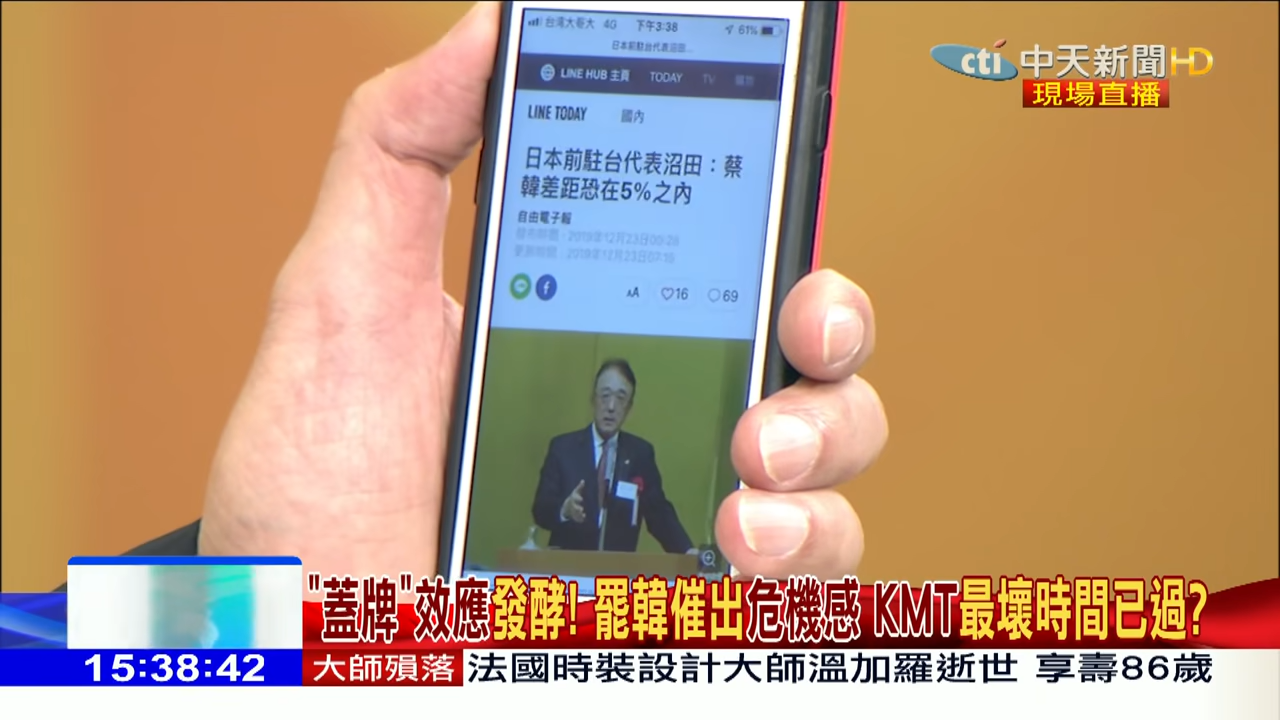 台灣大哥大 4G 下午3:38 61%
日本前駐台代表沼田...
LINE HUB 主頁 TODAY TV
LINE TODAY 國內
日本前駐台代表沼田：蔡
韓差距恐在5%之內
自由電子報
發布時間：2019年12月23日00:28
更新時間：2019年12月23日07:16
AA 16 69
cti 中天新聞HD
現場直播
"蓋牌"效應發酵! 罷韓催出危機感 KMT最壞時間已過?
15:38:42 大師殞落 法國時裝設計大師溫加羅逝世 享壽86歲